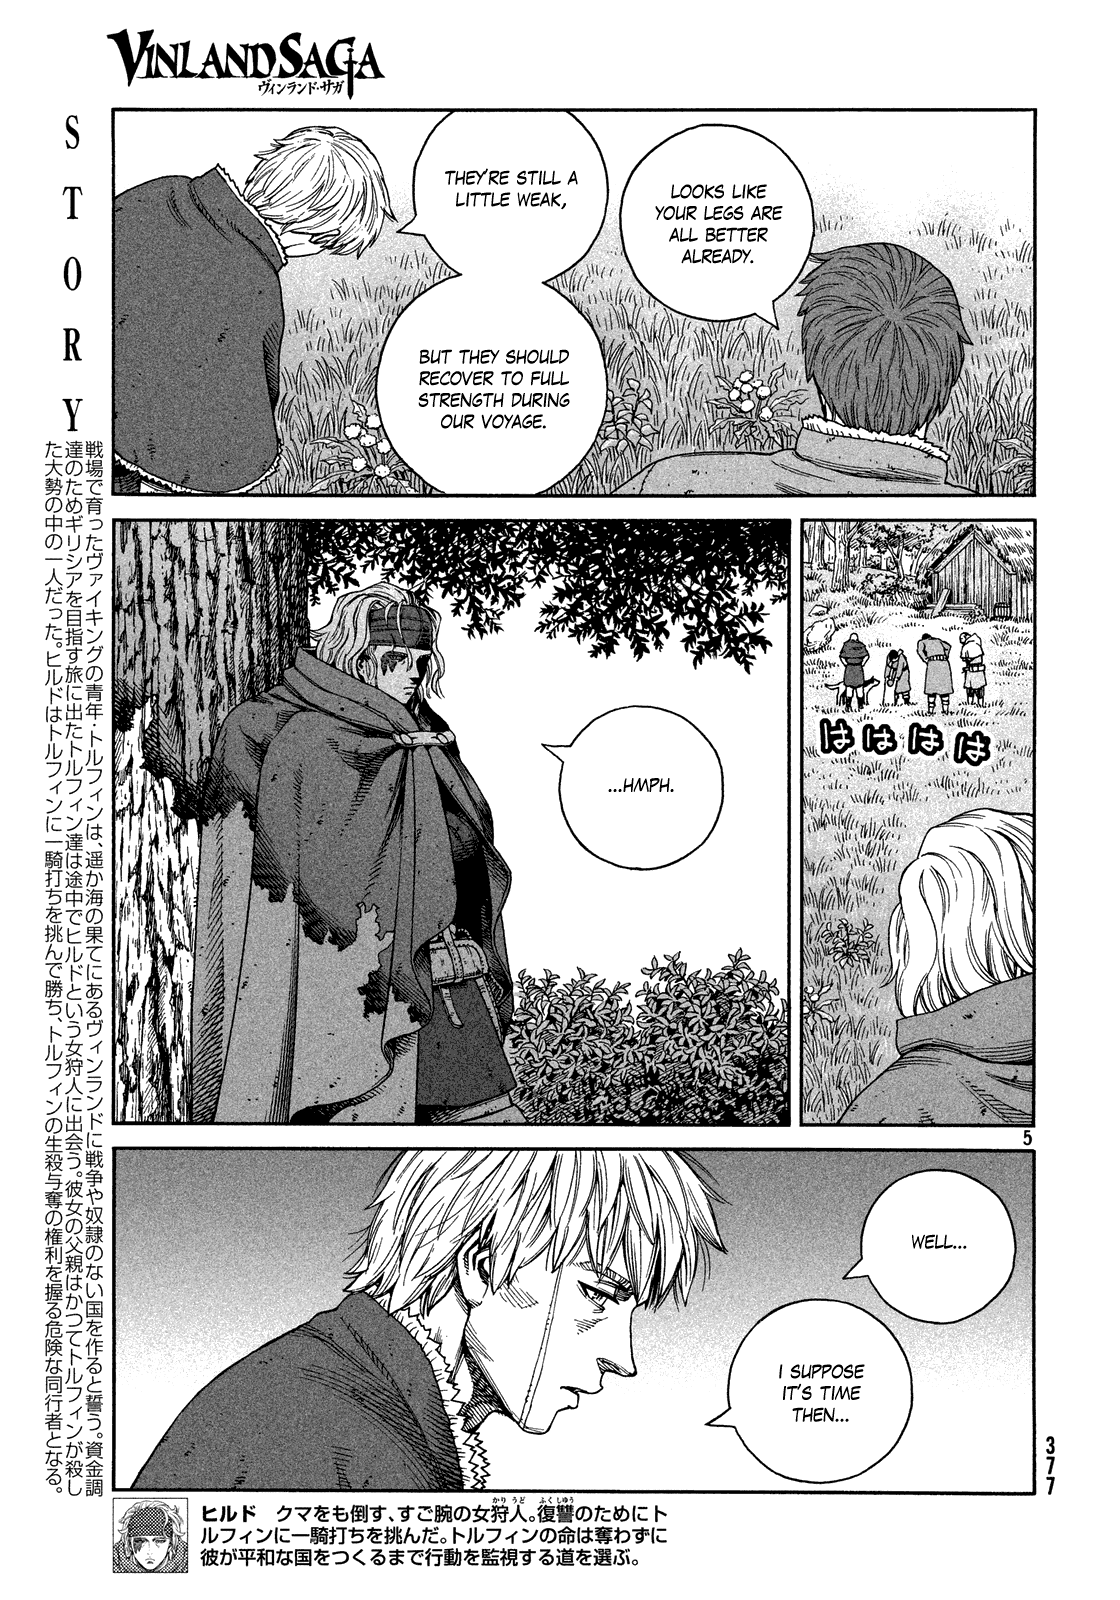 VINLAND SAGA
ヴィンランド・サガ
STORY
戦場で育ったヴァイキングの青年・トルフィンは、遥か海の果てにあるヴィンランドに戦争や奴隷のない国を作ると誓う。資金調
達のためギリシアを目指す旅に出たトルフィン達は途中でヒルドという女狩人に出会う。彼女の父親はかつてトルフィンが殺し
た大勢の中の一人だった。ヒルドはトルフィンに一騎打ちを挑んで勝ち、トルフィンの生殺与奪の権利を握る危険な同行者となる。
LOOKS LIKE
YOUR LEGS ARE
ALL BETTER
ALREADY.
THEY'RE STILL A
LITTLE WEAK,
BUT THEY SHOULD
RECOVER TO FULL
STRENGTH DURING
OUR VOYAGE.
はははは
...HMPH.
5
WELL...
I SUPPOSE
IT'S TIME
THEN...
377
ヒルド クマをも倒す、すご腕の女狩人。復讐のためにト
ルフィンに一騎打ちを挑んだ。トルフィンの命は奪わずに
彼が平和な国をつくるまで行動を監視する道を選ぶ。